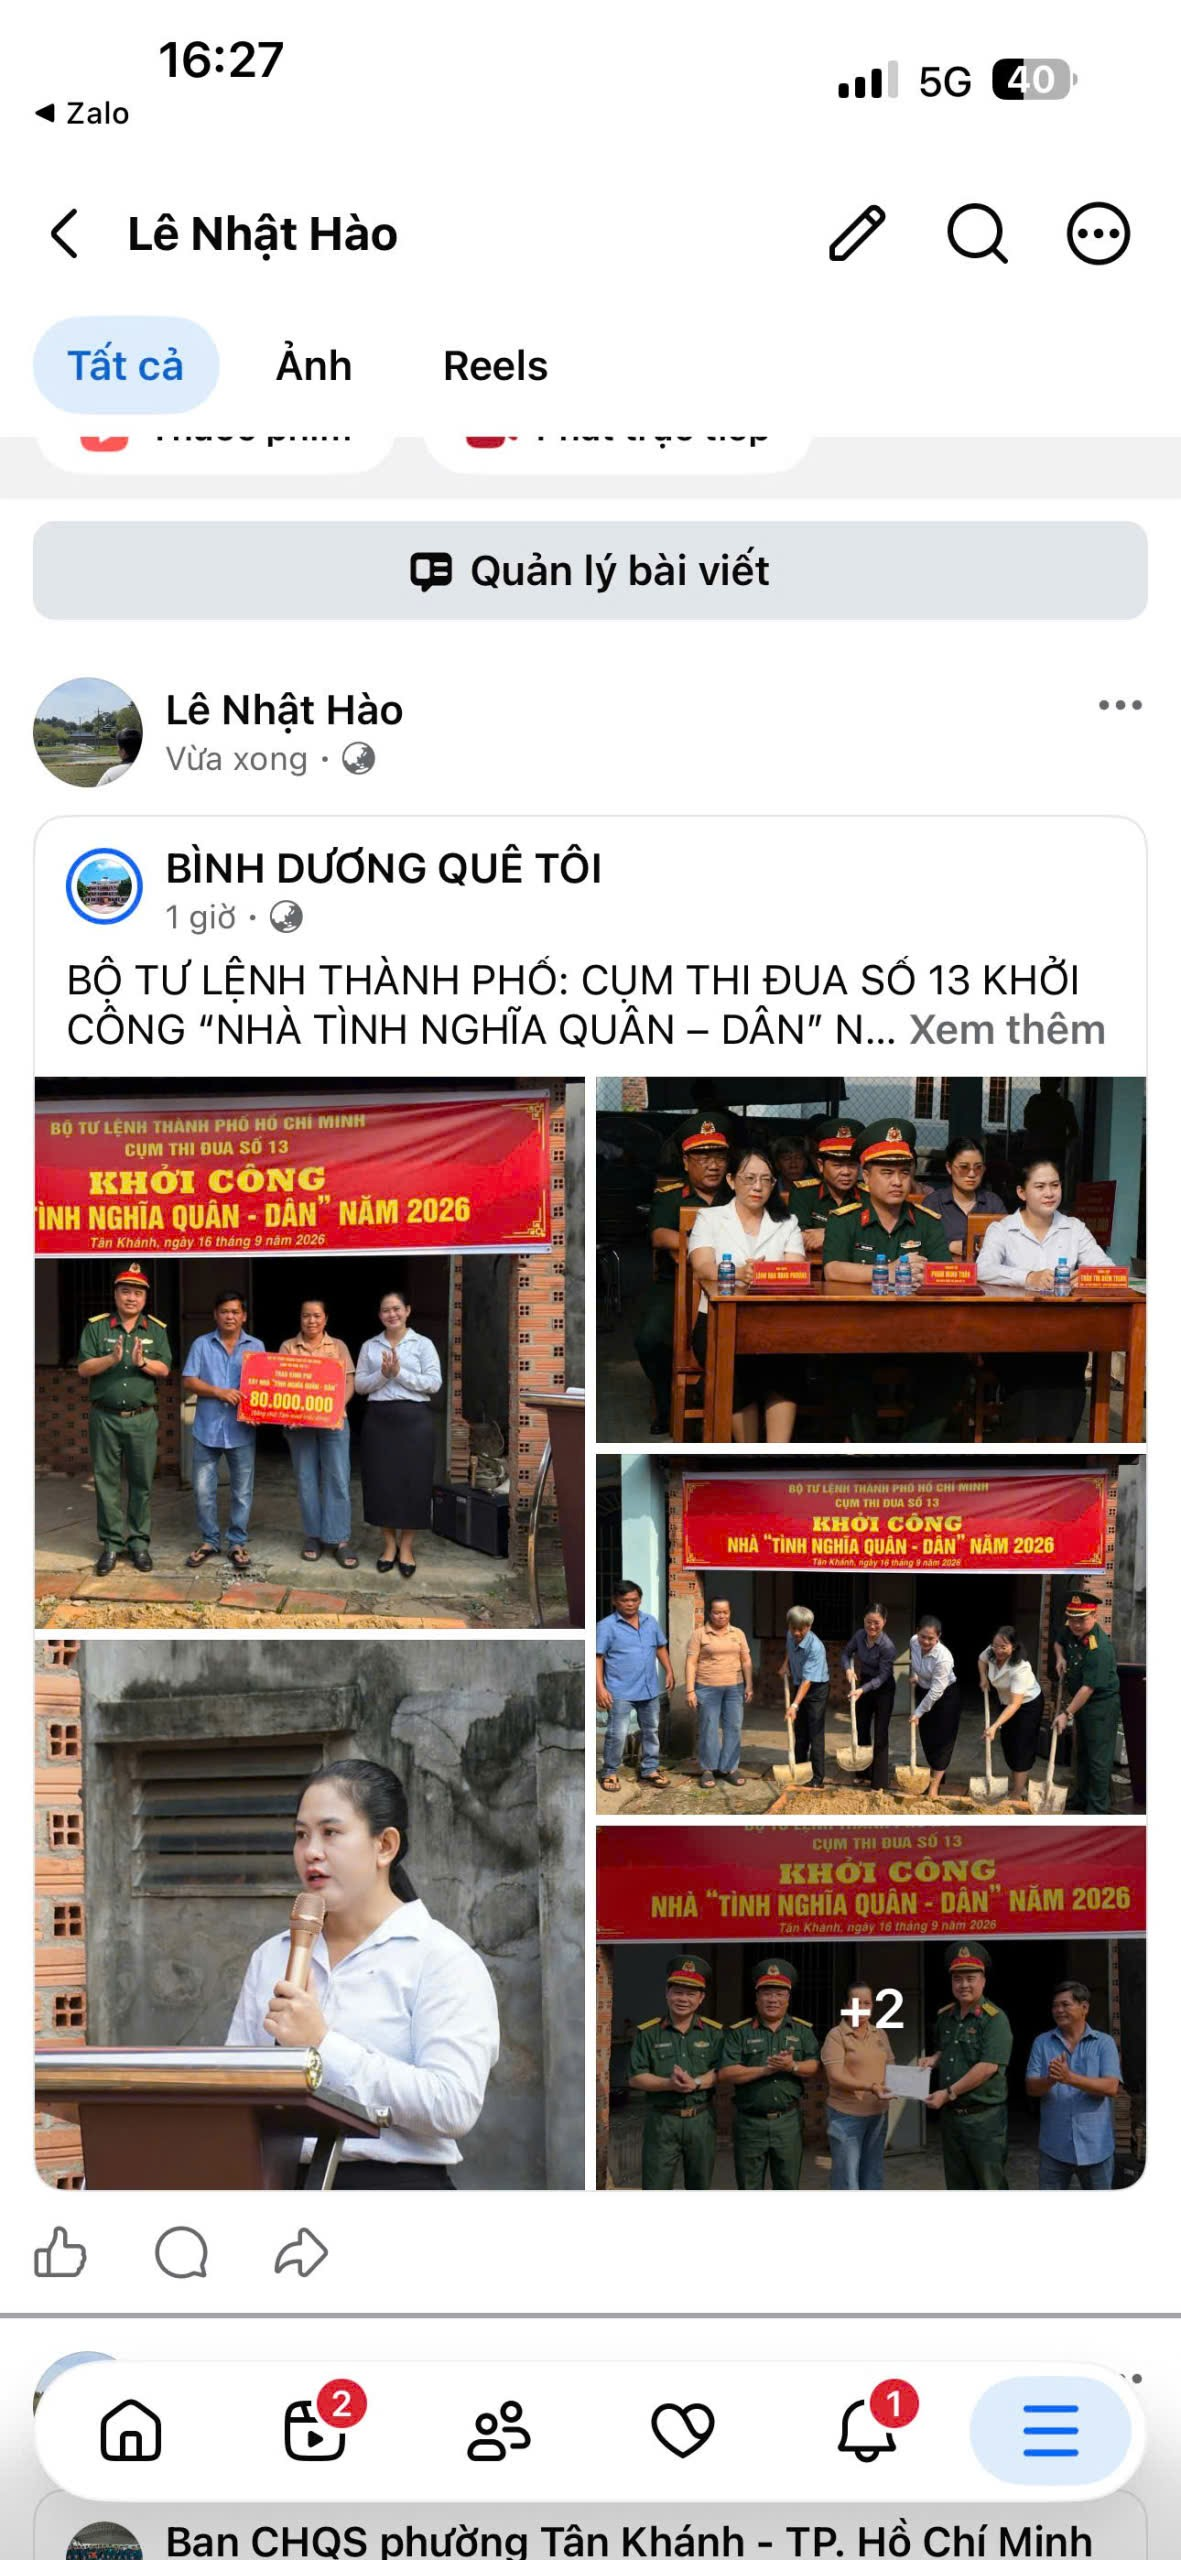 16:27
5G
40
Zalo
Lê Nhật Hào
Tất cả
Ảnh
Reels
Quản lý bài viết
Lê Nhật Hào
Vừa xong ·
BÌNH DƯƠNG QUÊ TÔI
1 giờ ·
BỘ TƯ LỆNH THÀNH PHỐ: CỤM THI ĐUA SỐ 13 KHỞI
CÔNG “NHÀ TÌNH NGHĨA QUÂN – DÂN” N... Xem thêm
BỘ TƯ LỆNH THÀNH PHỐ HỒ CHÍ MINH
CỤM THI ĐUA SỐ 13
KHỞI CÔNG
ÌNH NGHĨA QUÂN - DÂN” NĂM 2026
Tân Khánh, ngày 16 tháng 9 năm 2026
80.000.000
BỘ TƯ LỆNH THÀNH PHỐ HỒ CHÍ MINH
CỤM THI ĐUA SỐ 13
KHỞI CÔNG
NHÀ “TÌNH NGHĨA QUÂN - DÂN” NĂM 2026
Tân Khánh, ngày 16 tháng 9 năm 2026
CỤM THI ĐUA SỐ 13
KHỞI CÔNG
NHÀ “TÌNH NGHĨA QUÂN - DÂN” NĂM 2026
Tân Khánh, ngày 16 tháng 9 năm 2026
+2
2
1
Ban CHQS phường Tân Khánh - TP. Hồ Chí Minh